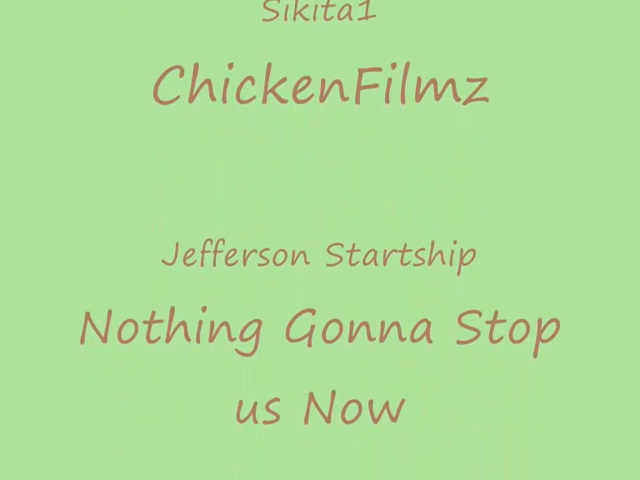 Sikita1
ChickenFilmz
Jefferson Startship
Nothing Gonna Stop
us Now